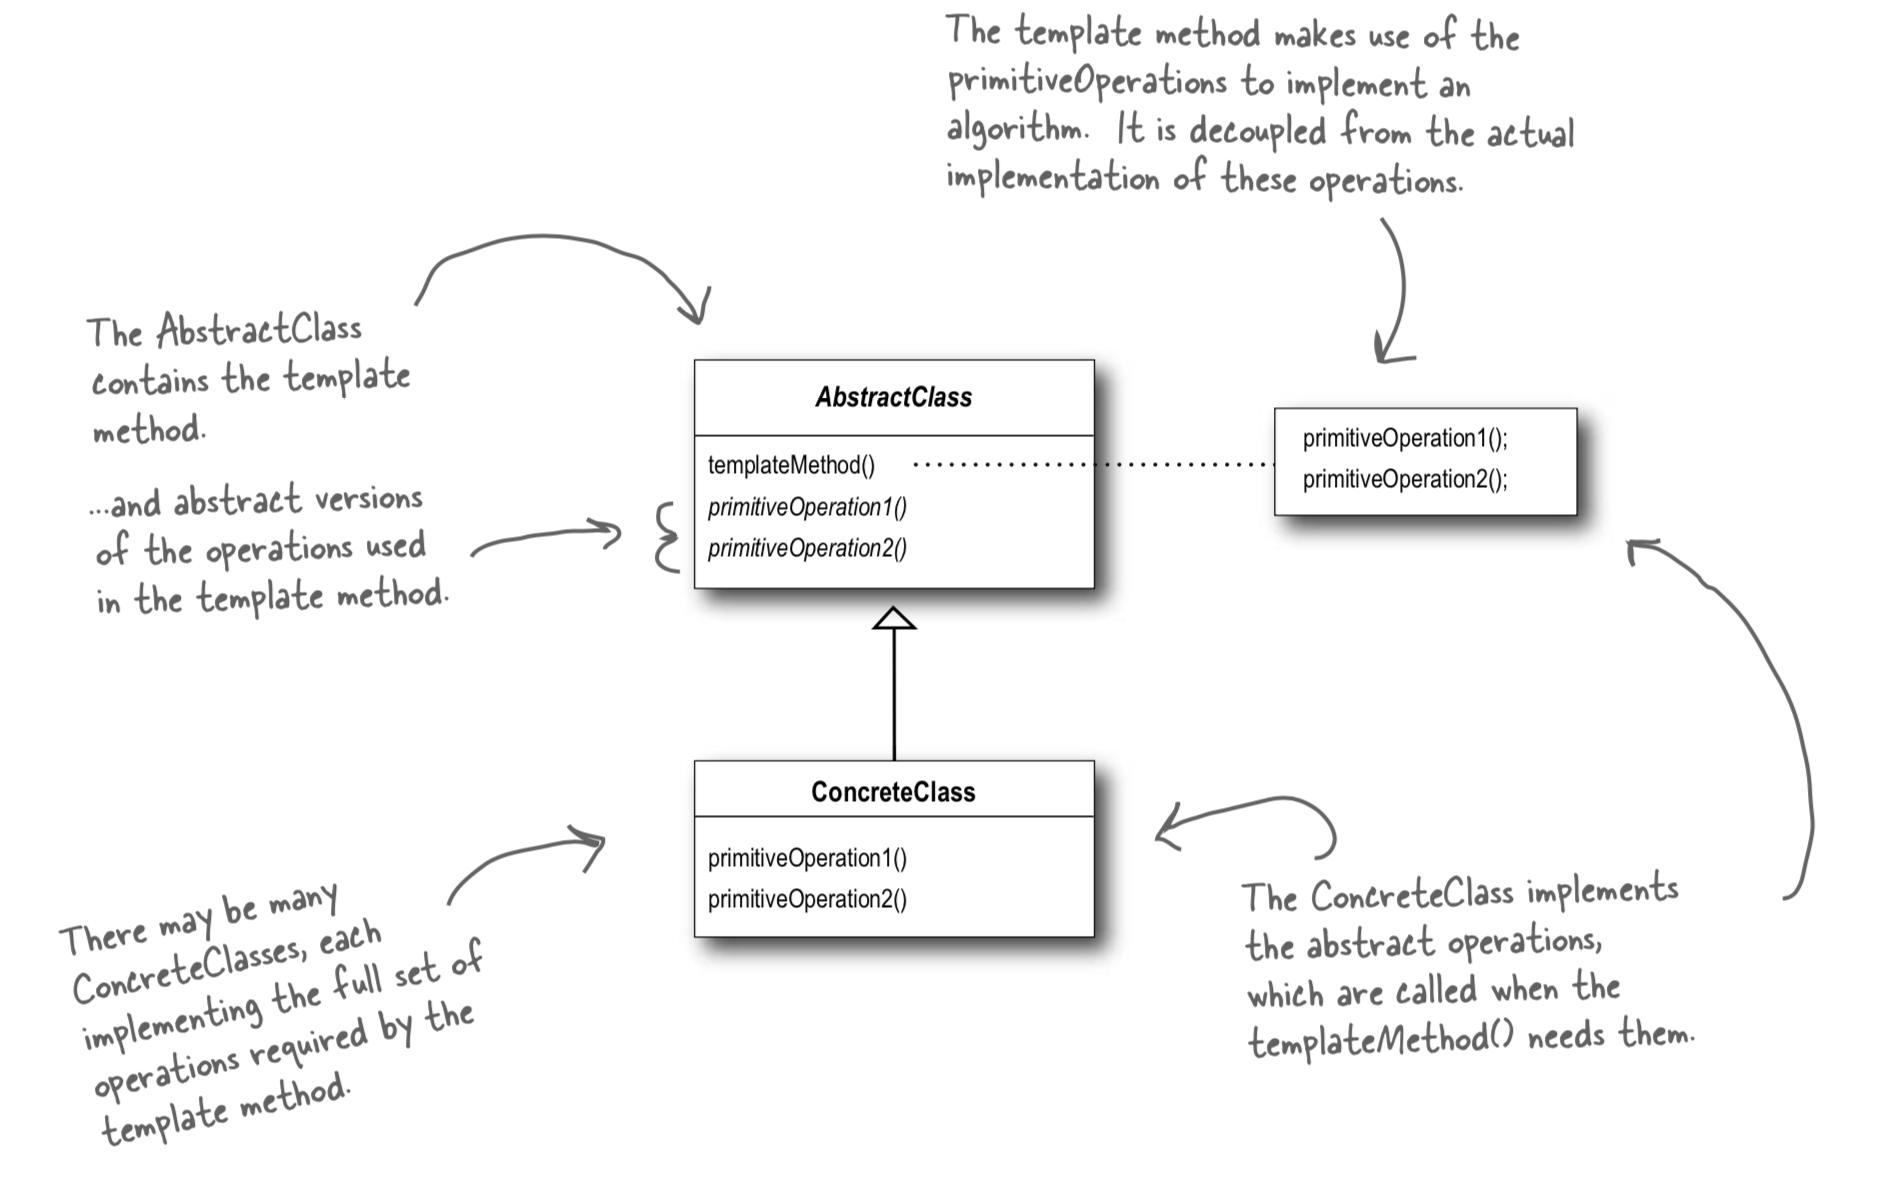 The template method makes use of the
primitiveOperations to implement an
algorithm. It is decoupled from the actual
implementation of these operations.
The AbstractClass
contains the template
method.
...and abstract versions
of the operations used
in the template method.
AbstractClass
templateMethod()
primitiveOperation1()
primitiveOperation2()
primitiveOperation1();
primitiveOperation2();
ConcreteClass
primitiveOperation1()
primitiveOperation2()
There may be many
ConcreteClasses, each
implementing the full set of
operations required by the
template method.
The ConcreteClass implements
the abstract operations,
which are called when the
templateMethod() needs them.